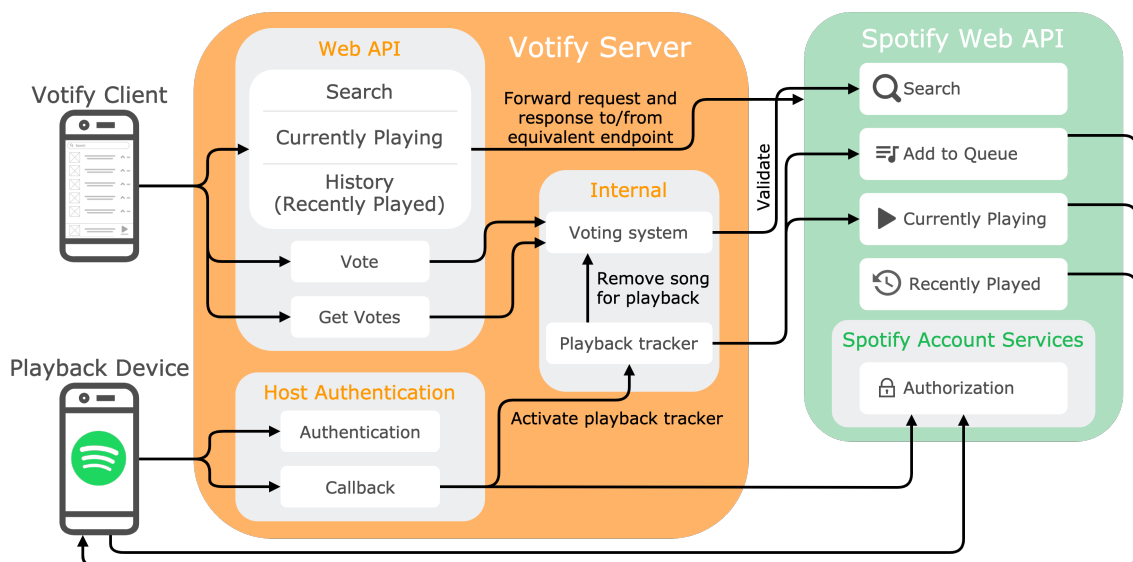 Votify Client
Playback Device
Votify Server
Web API
Search
Currently Playing
History
(Recently Played)
Vote
Get Votes
Host Authentication
Authentication
Callback
Forward request and
response to/from
equivalent endpoint
Internal
Voting system
Remove song
for playback
Playback tracker
Activate playback tracker
Validate
Spotify Web API
Search
Add to Queue
Currently Playing
Recently Played
Spotify Account Services
Authorization